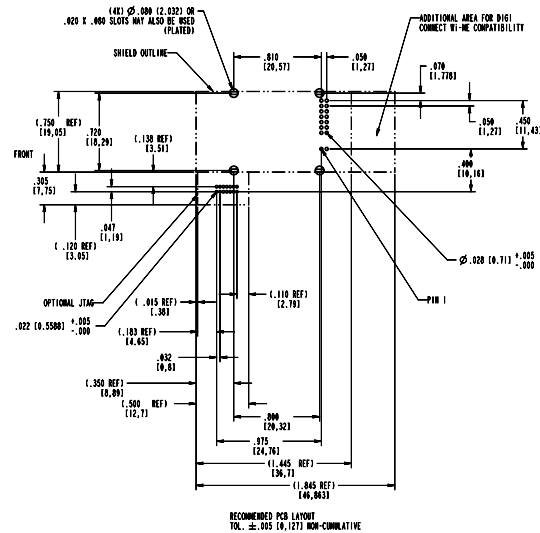 (4X) Ø.080 (2.032) OR
.020 X .080 SLOTS MAY ALSO BE USED
(PLATED)
SHIELD OUTLINE
ADDITIONAL AREA FOR DIGI
CONNECT Wi-ME COMPATIBILITY
.810
[20,57]
.050
[1,27]
.070
[1.778]
(.750 REF)
[19,05]
.720
[18,29]
(.138 REF)
[3.51]
.050
[1,27]
.450
[11,43]
FRONT
.305
[7,75]
.400
[10,16]
.047
[1,19]
(.120 REF)
[3.05]
Ø.028 [0.71] +.005
-.000
OPTIONAL JTAG
(.015 REF)
[.38]
(.110 REF)
[2.79]
PIN 1
.022 [0.5588] +.005
-.000
(.183 REF)
[4.65]
.032
[0,8]
(.350 REF)
[8,89]
(.500 REF)
[12,7]
.800
[20,32]
.975
[24,76]
(1.445 REF)
[36,7]
(1.845 REF)
[46,863]
RECOMMENDED PCB LAYOUT
TOL. ±.005 [0,127] NON-CUMULATIVE